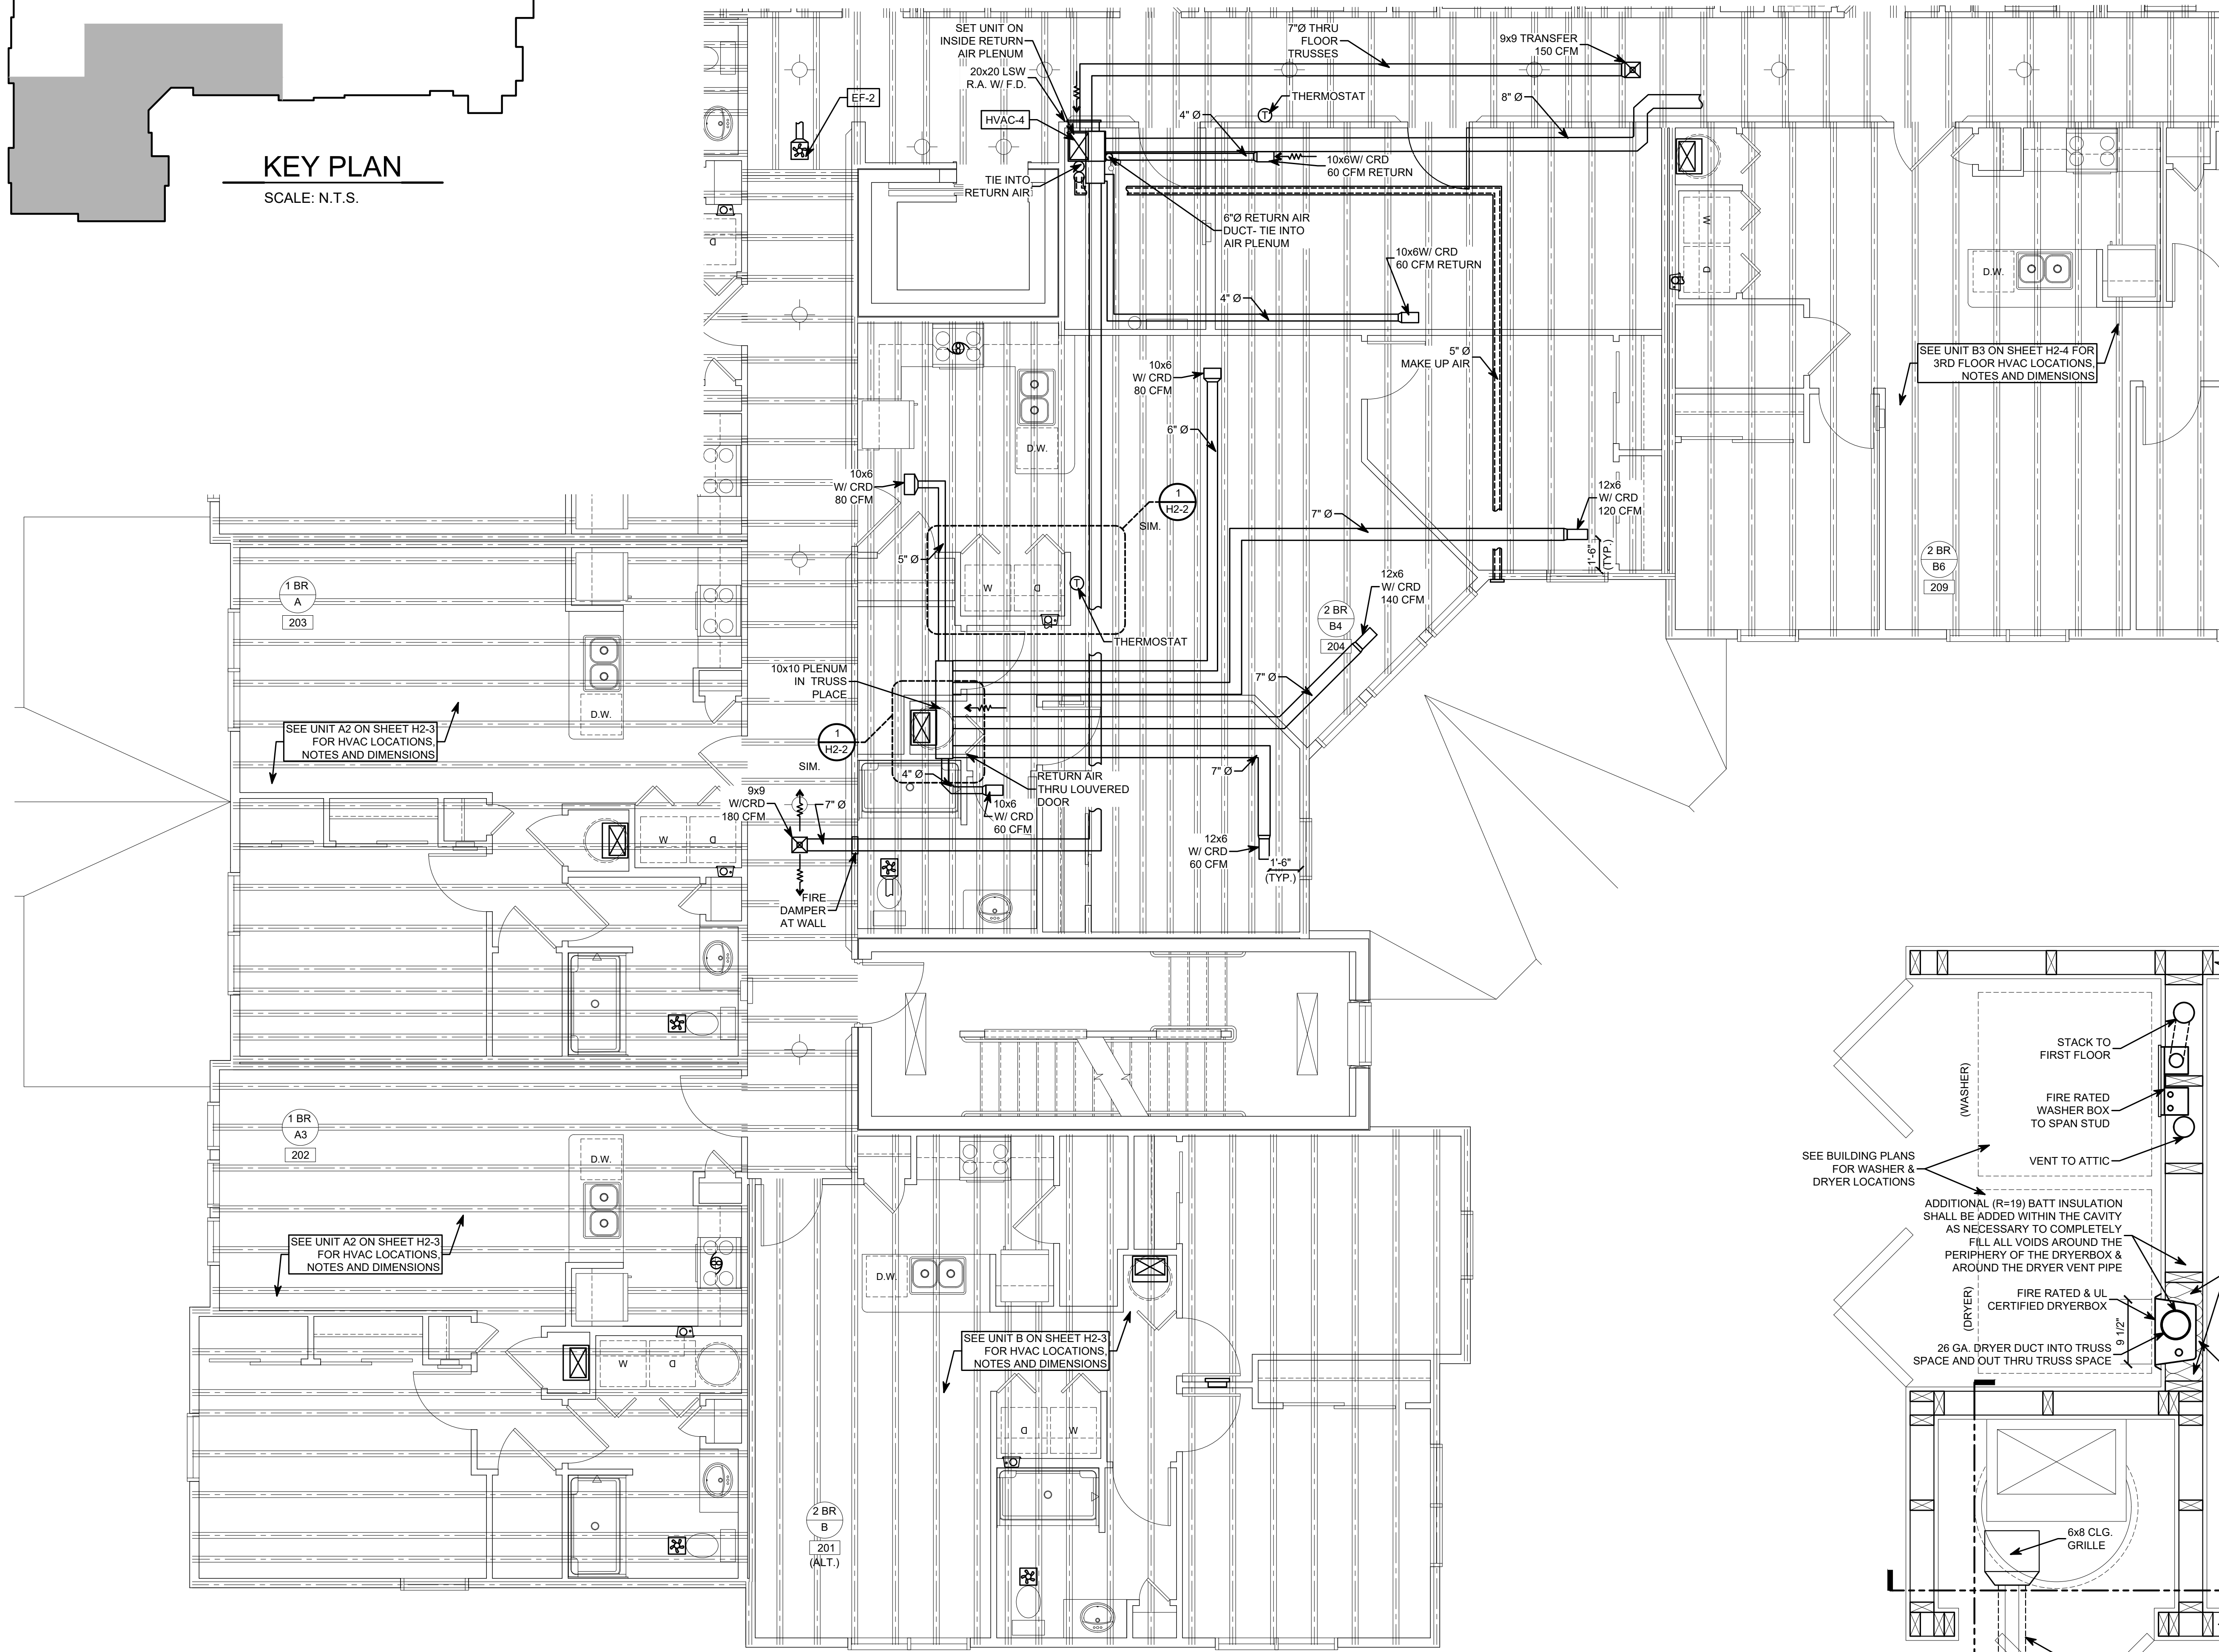 KEY PLAN
SCALE: N.T.S.
SET UNIT ON
INSIDE RETURN
AIR PLENUM
20x20 LSW
R.A. W/ F.D.
HVAC-4
EF-2
TIE INTO
RETURN AIR
7"Ø THRU
FLOOR
TRUSSES
9x9 TRANSFER
150 CFM
THERMOSTAT
T
4" Ø
8" Ø
10x6W/ CRD
60 CFM RETURN
6"Ø RETURN AIR
DUCT- TIE INTO
AIR PLENUM
10x6W/ CRD
60 CFM RETURN
4" Ø
5" Ø
MAKE UP AIR
10x6
W/ CRD
80 CFM
6" Ø
D.W.
10x6
W/ CRD
80 CFM
1
H2-2
SIM.
5" Ø
W
D
T
THERMOSTAT
7" Ø
12x6
W/ CRD
120 CFM
1'-6"
(TYP.)
12x6
W/ CRD
140 CFM
2 BR
B4
204
7" Ø
10x10 PLENUM
IN TRUSS
PLACE
1
H2-2
SIM.
4" Ø
RETURN AIR
THRU LOUVERED
DOOR
10x6
W/ CRD
60 CFM
7" Ø
12x6
W/ CRD
60 CFM
1'-6"
(TYP.)
9x9
W/CRD
180 CFM
7" Ø
FIRE
DAMPER
AT WALL
D
W
D
D.W.
SEE UNIT B3 ON SHEET H2-4 FOR
3RD FLOOR HVAC LOCATIONS,
NOTES AND DIMENSIONS
2 BR
B6
209
1 BR
A
203
D.W.
SEE UNIT A2 ON SHEET H2-3
FOR HVAC LOCATIONS,
NOTES AND DIMENSIONS
W
D
1 BR
A3
202
D.W.
SEE UNIT A2 ON SHEET H2-3
FOR HVAC LOCATIONS,
NOTES AND DIMENSIONS
W
D
D.W.
SEE UNIT B ON SHEET H2-3
FOR HVAC LOCATIONS,
NOTES AND DIMENSIONS
D
W
2 BR
B
201
(ALT.)
STACK TO
FIRST FLOOR
(WASHER)
FIRE RATED
WASHER BOX
TO SPAN STUD
SEE BUILDING PLANS
FOR WASHER &
DRYER LOCATIONS
VENT TO ATTIC
ADDITIONAL (R=19) BATT INSULATION
SHALL BE ADDED WITHIN THE CAVITY
AS NECESSARY TO COMPLETELY
FILL ALL VOIDS AROUND THE
PERIPHERY OF THE DRYERBOX &
AROUND THE DRYER VENT PIPE
(DRYER)
FIRE RATED & UL
CERTIFIED DRYERBOX
9 1/2"
26 GA. DRYER DUCT INTO TRUSS
SPACE AND OUT THRU TRUSS SPACE
6x8 CLG.
GRILLE